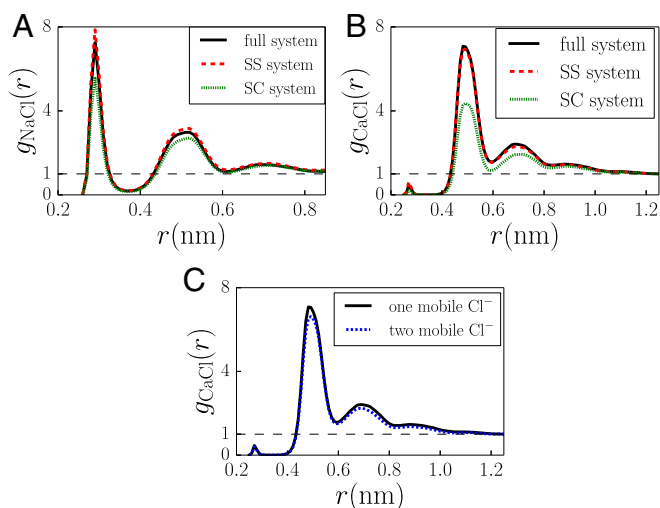 A
8
4
1
0
g_NaCl(r)
full system
SS system
SC system
0.2 0.4 0.6 0.8
r(nm)
B
8
4
1
0
g_CaCl(r)
full system
SS system
SC system
0.2 0.4 0.6 0.8 1.0 1.2
r(nm)
C
8
4
1
0
g_CaCl(r)
one mobile Cl⁻
two mobile Cl⁻
0.2 0.4 0.6 0.8 1.0 1.2
r(nm)